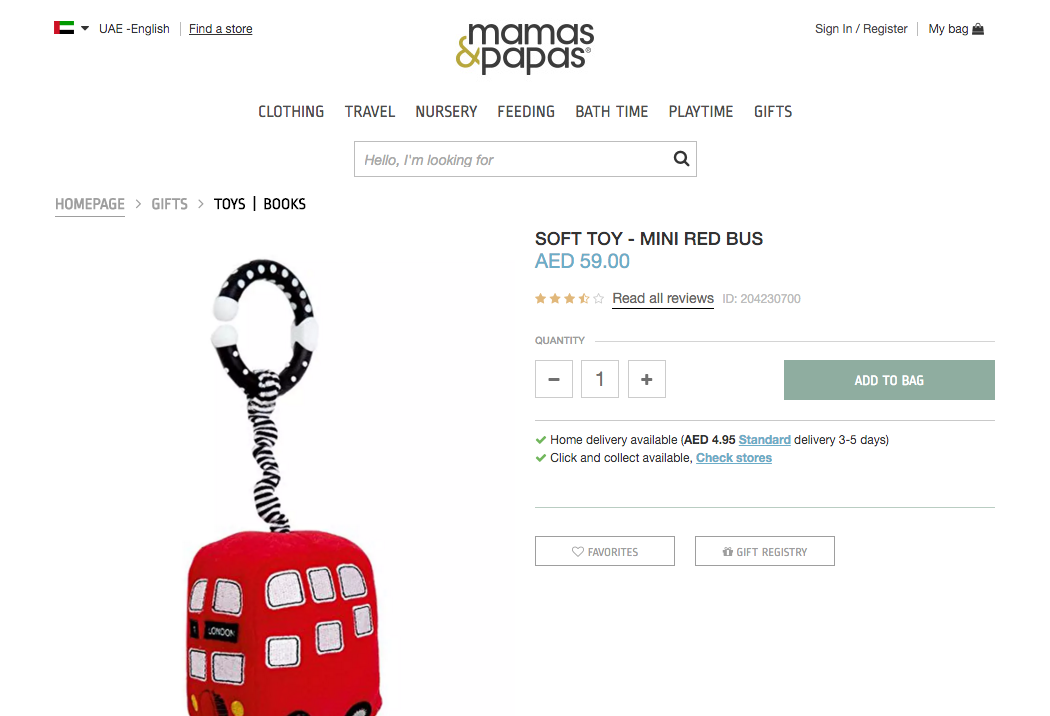 UAE -English
Find a store
mamas
&papas®
Sign In / Register
My bag
CLOTHING TRAVEL NURSERY FEEDING BATH TIME PLAYTIME GIFTS
Hello, I'm looking for
HOMEPAGE > GIFTS > TOYS | BOOKS
SOFT TOY - MINI RED BUS
AED 59.00
Read all reviews ID: 204230700
QUANTITY
− 1 +
ADD TO BAG
Home delivery available (AED 4.95 Standard delivery 3-5 days)
Click and collect available, Check stores
FAVORITES
GIFT REGISTRY
1 LONDON